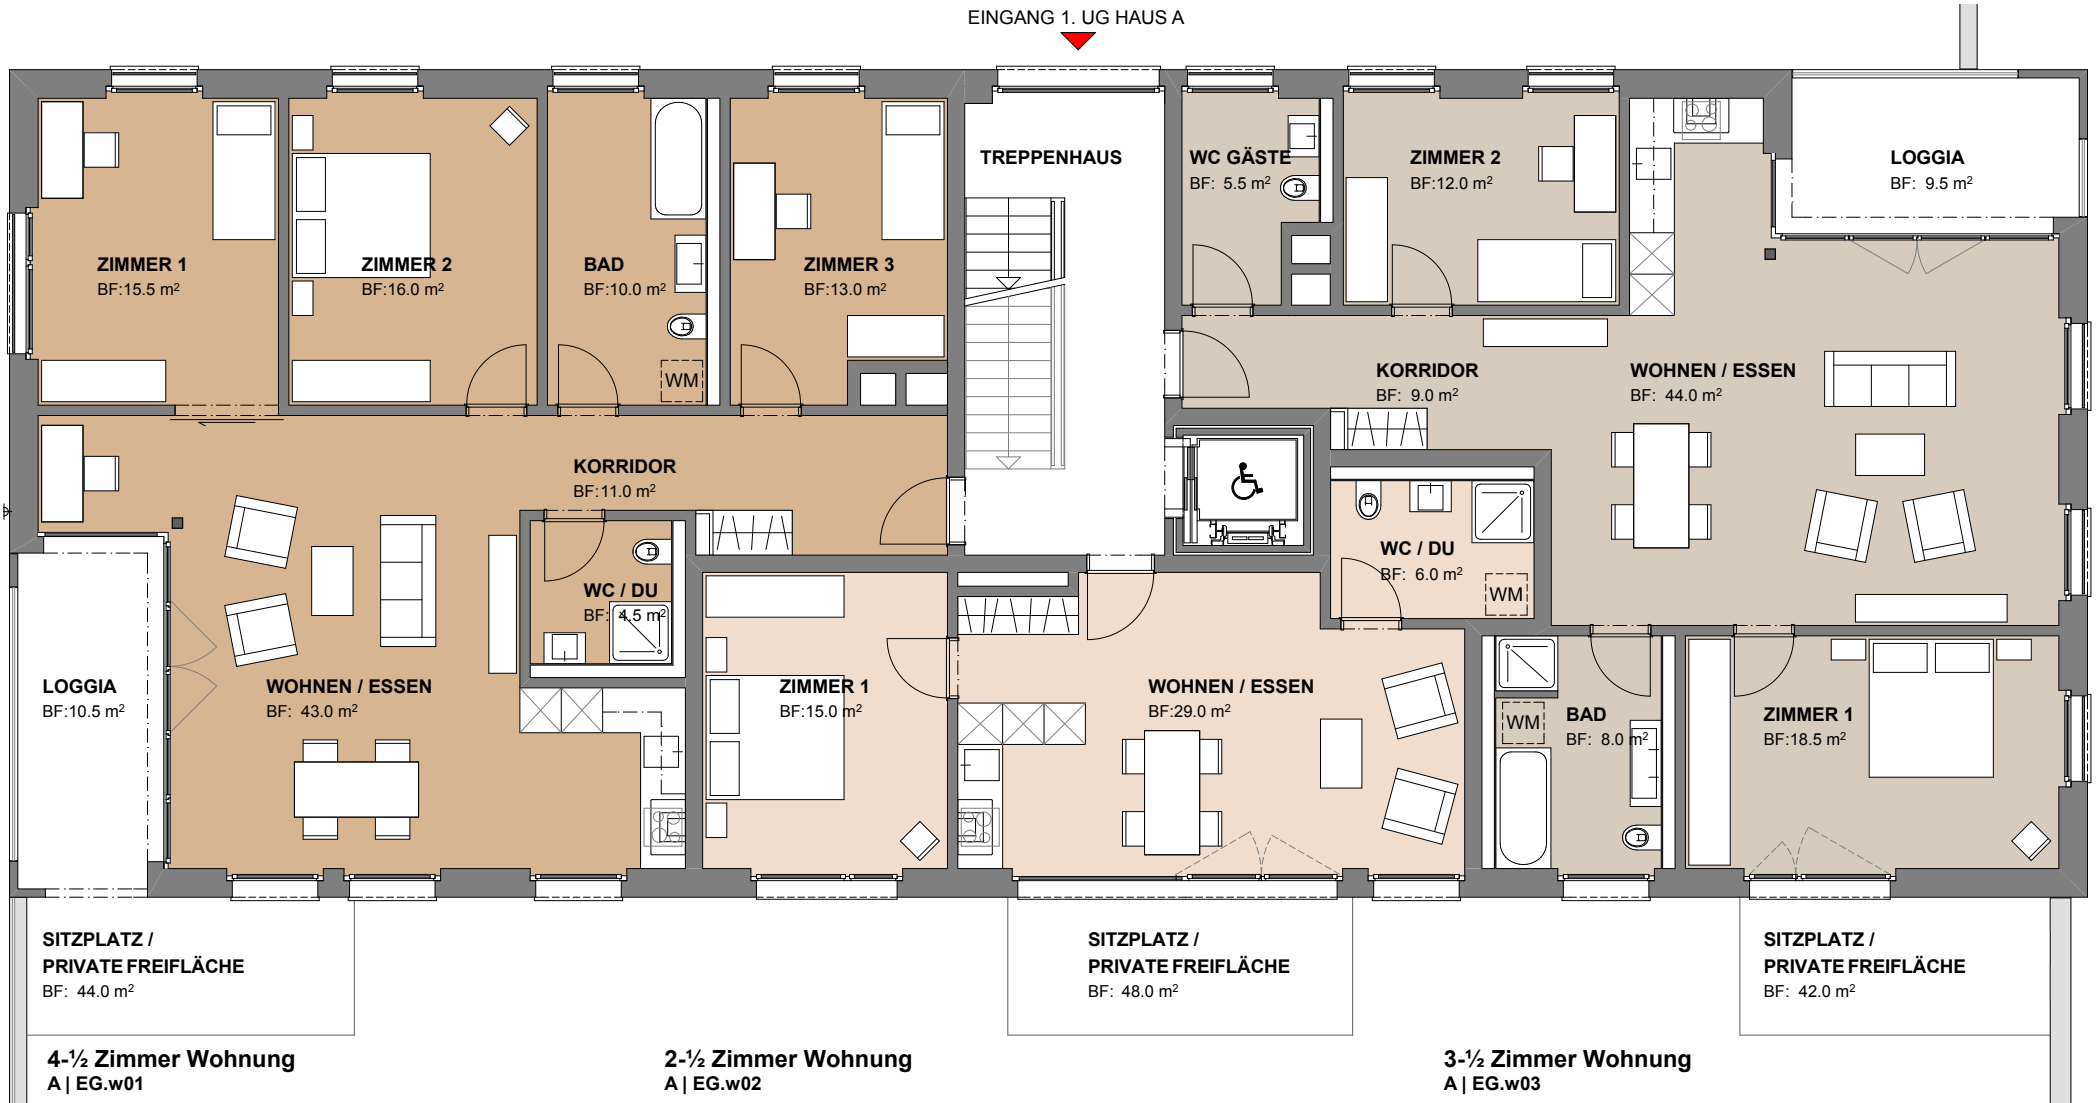 EINGANG 1. UG HAUS A
TREPPENHAUS
WC GÄSTE
BF: 5.5 m²
ZIMMER 2
BF:12.0 m²
LOGGIA
BF: 9.5 m²
ZIMMER 1
BF:15.5 m²
ZIMMER 2
BF:16.0 m²
BAD
BF:10.0 m²
ZIMMER 3
BF:13.0 m²
WM
KORRIDOR
BF: 9.0 m²
WOHNEN / ESSEN
BF: 44.0 m²
KORRIDOR
BF:11.0 m²
WC / DU
BF: 4.5 m²
WC / DU
BF: 6.0 m²
WM
LOGGIA
BF:10.5 m²
WOHNEN / ESSEN
BF: 43.0 m²
ZIMMER 1
BF:15.0 m²
WOHNEN / ESSEN
BF:29.0 m²
WM
BAD
BF: 8.0 m²
ZIMMER 1
BF:18.5 m²
SITZPLATZ /
PRIVATE FREIFLÄCHE
BF: 44.0 m²
SITZPLATZ /
PRIVATE FREIFLÄCHE
BF: 48.0 m²
SITZPLATZ /
PRIVATE FREIFLÄCHE
BF: 42.0 m²
4-½ Zimmer Wohnung
A | EG.w01
2-½ Zimmer Wohnung
A | EG.w02
3-½ Zimmer Wohnung
A | EG.w03